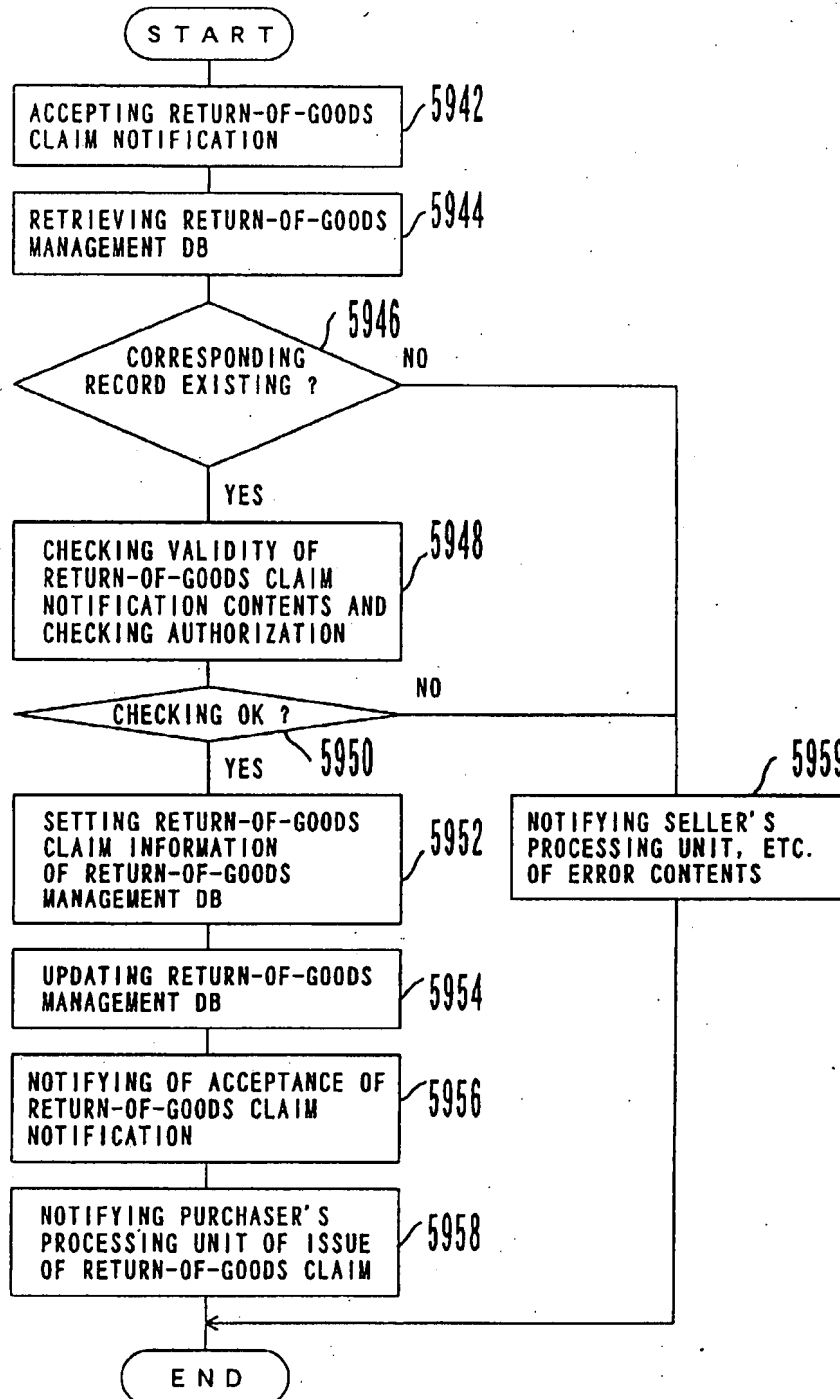 START
ACCEPTING RETURN-OF-GOODS
CLAIM NOTIFICATION
5942
RETRIEVING RETURN-OF-GOODS
MANAGEMENT DB
5944
5946
CORRESPONDING
RECORD EXISTING ?
NO
YES
CHECKING VALIDITY OF
RETURN-OF-GOODS CLAIM
NOTIFICATION CONTENTS AND
CHECKING AUTHORIZATION
5948
NO
CHECKING OK ?
YES
5950
5959
SETTING RETURN-OF-GOODS
CLAIM INFORMATION
OF RETURN-OF-GOODS
MANAGEMENT DB
5952
NOTIFYING SELLER'S
PROCESSING UNIT, ETC.
OF ERROR CONTENTS
UPDATING RETURN-OF-GOODS
MANAGEMENT DB
5954
NOTIFYING OF ACCEPTANCE OF
RETURN-OF-GOODS CLAIM
NOTIFICATION
5956
NOTIFYING PURCHASER'S
PROCESSING UNIT OF ISSUE
OF RETURN-OF-GOODS CLAIM
5958
END